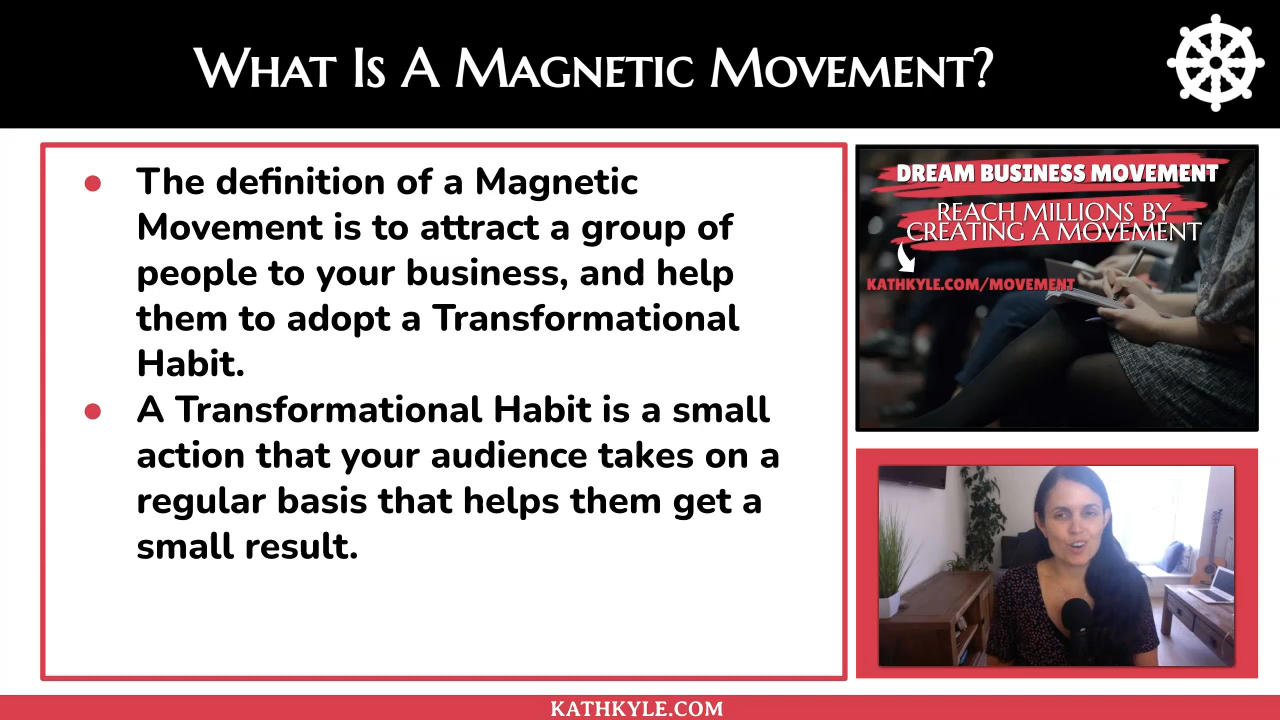 What Is A Magnetic Movement?
● The definition of a Magnetic
Movement is to attract a group of
people to your business, and help
them to adopt a Transformational
Habit.
● A Transformational Habit is a small
action that your audience takes on a
regular basis that helps them get a
small result.
DREAM BUSINESS MOVEMENT
REACH MILLIONS BY
CREATING A MOVEMENT
KATHKYLE.COM/MOVEMENT
KATHKYLE.COM